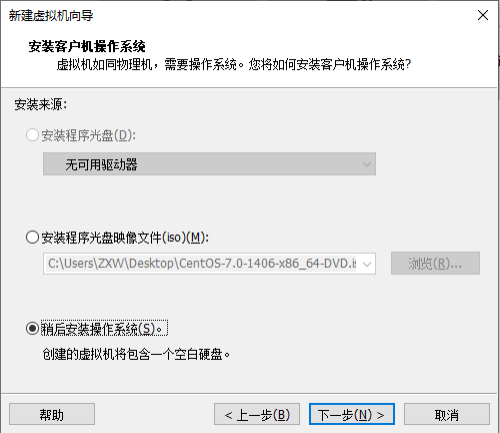 新建虚拟机向导
安装客户机操作系统
虚拟机如同物理机，需要操作系统。您将如何安装客户机操作系统?
安装来源:
安装程序光盘(D):
无可用驱动器
安装程序光盘映像文件(iso)(M):
C:\Users\ZXW\Desktop\CentOS-7.0-1406-x86_64-DVD.is
浏览(R)...
稍后安装操作系统(S)。
创建的虚拟机将包含一个空白硬盘。
帮助
< 上一步(B)
下一步(N) >
取消